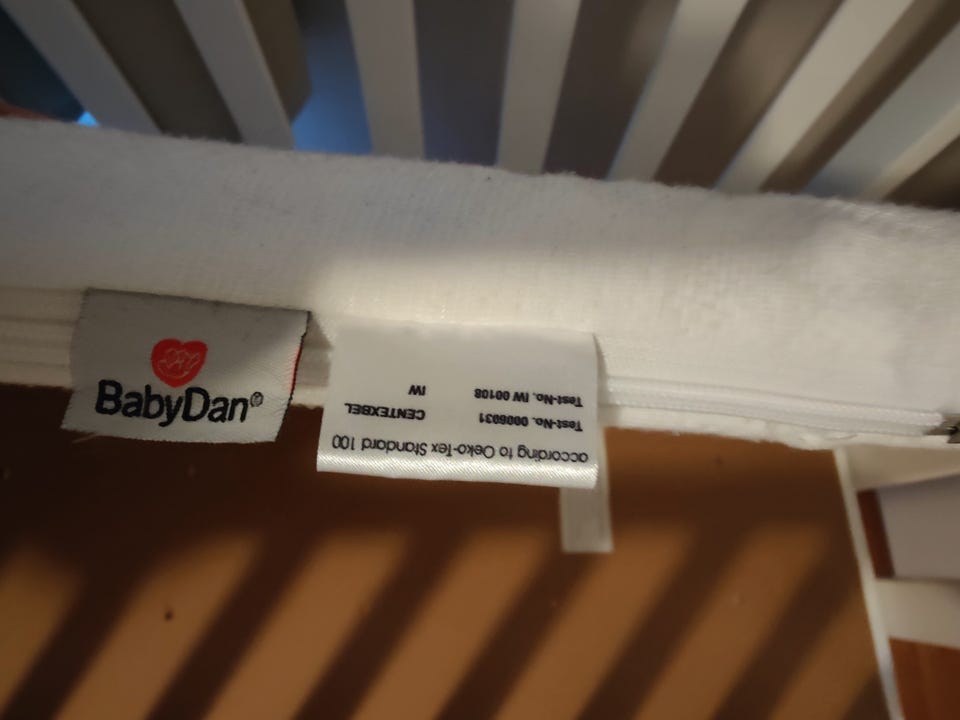 BabyDan®
according to Oeko-Tex Standard 100
Test-No. 0006031 CENTEXBEL
Test-No. IW 00108 IW